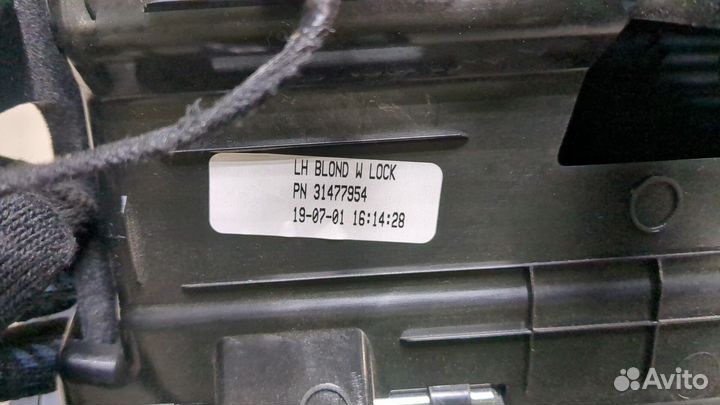 LH BLOND W LOCK
PN 31477954
19-07-01 16:14:28
Avito